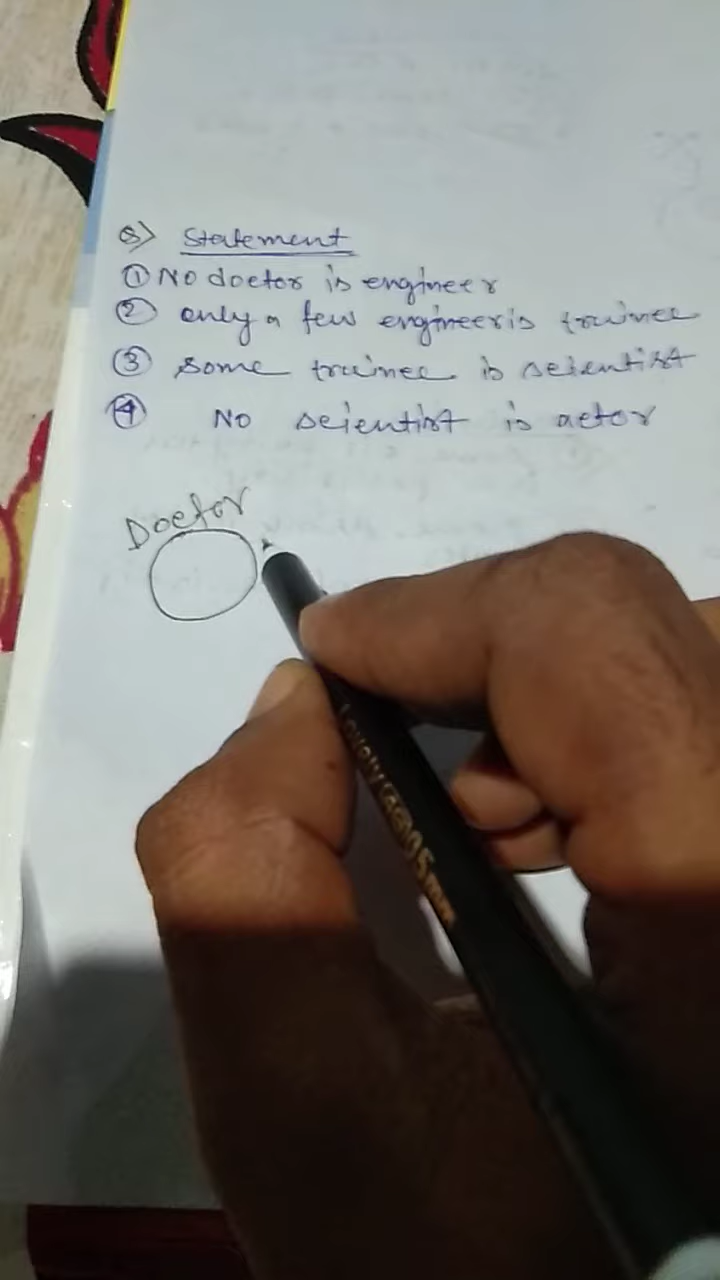 Q) Statement
① No doctor is engineer
② only a few engineer is trainee
③ some trainee is scientist
④ No scientist is actor
Doctor